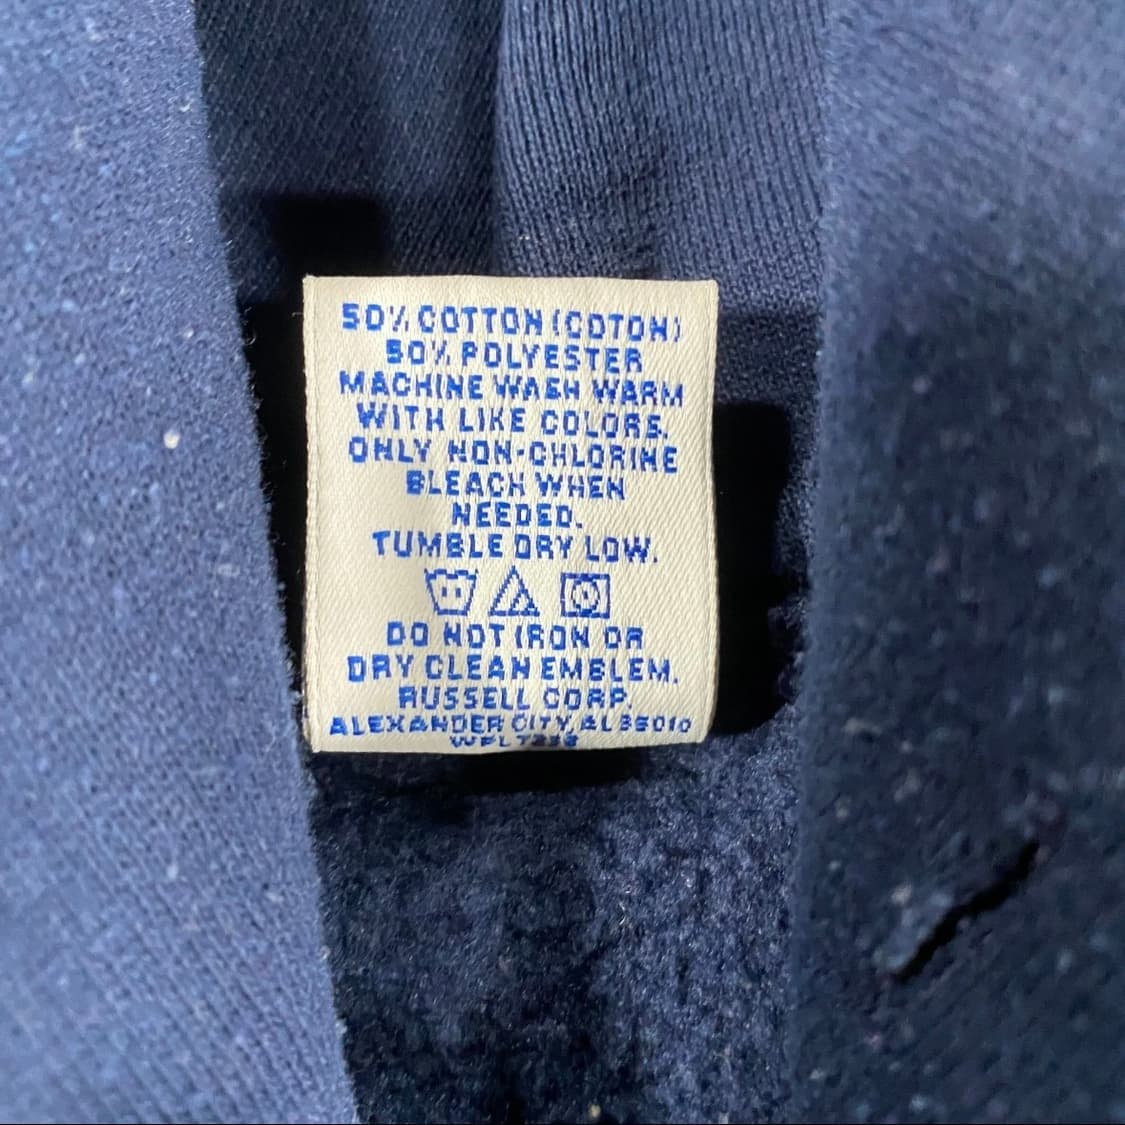 50% COTTON (COTON)
50% POLYESTER
MACHINE WASH WARM
WITH LIKE COLORS.
ONLY NON-CHLORINE
BLEACH WHEN
NEEDED.
TUMBLE DRY LOW.
DO NOT IRON OR
DRY CLEAN EMBLEM.
RUSSELL CORP.
ALEXANDER CITY, AL 35010
WPL